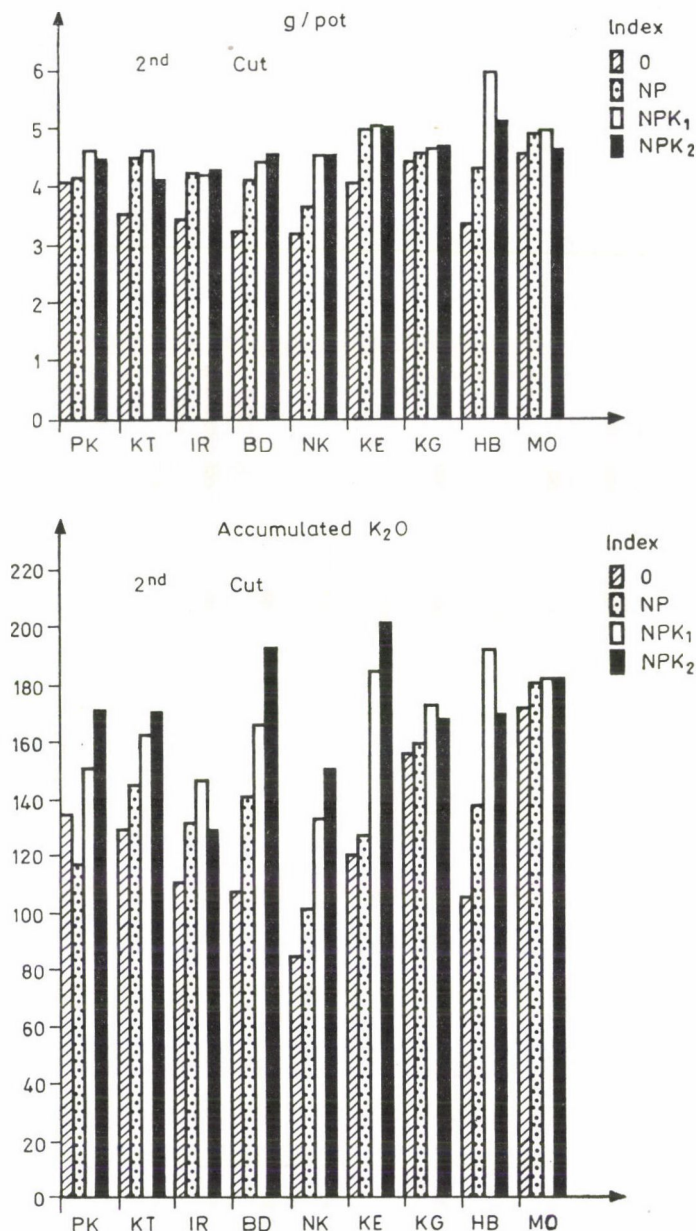 g/pot
2nd Cut
Index
0
NP
NPK₁
NPK₂
6
5
4
3
2
1
0
PK KT IR BD NK KE KG HB MO
Accumulated K₂O
2nd Cut
Index
0
NP
NPK₁
NPK₂
220
200
180
160
140
120
100
80
60
40
20
0
PK KT IR BD NK KE KG HB MO